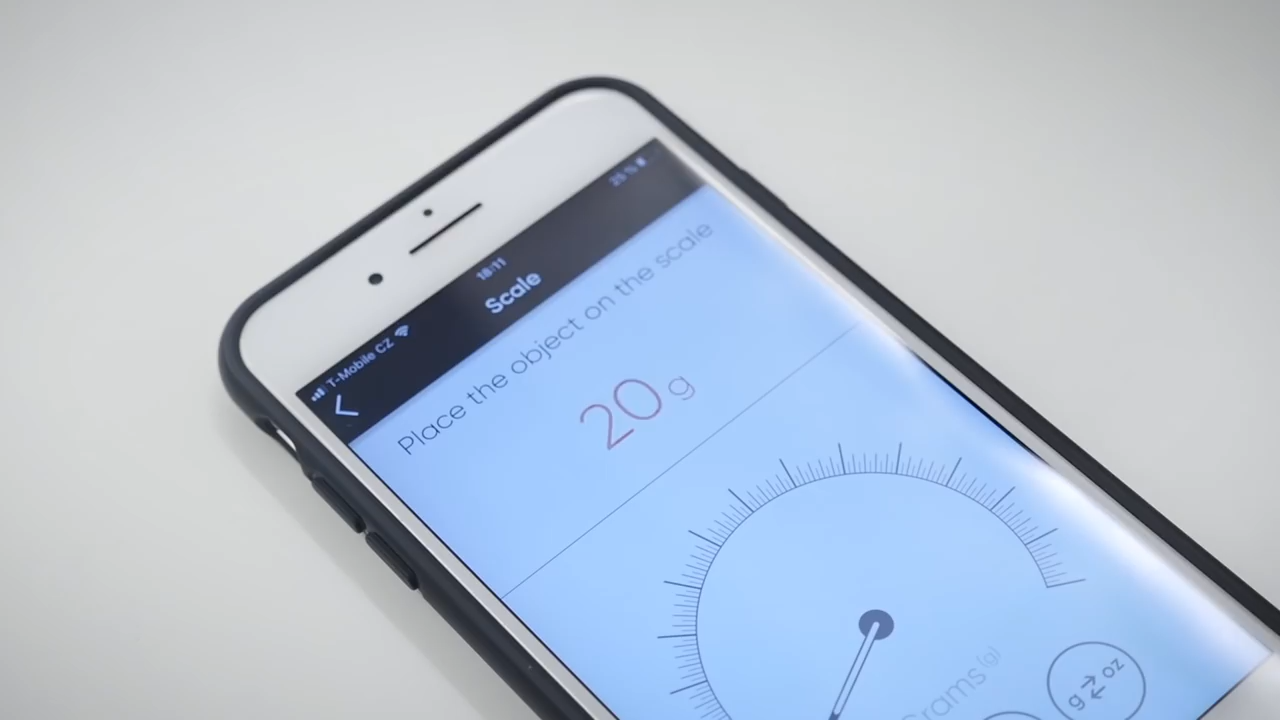 T-Mobile CZ 18:11 25 %
Scale
Place the object on the scale
20 g
Grams (g)
g oz